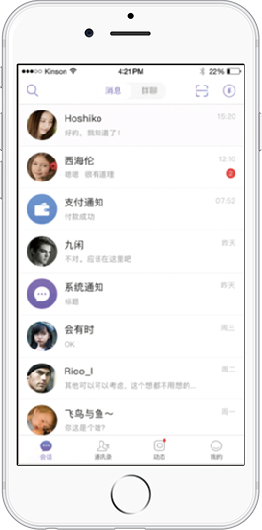 Kinson 4:21PM 22%
消息 群聊
Hoshiko 15:20
好的，我知道了！
西海伦 12:10
嗯嗯 很有道理 2
支付通知 07:52
付款成功
九闲 昨天
不对，应该在这里吧
系统通知 昨天
标题
会有时 周三
OK
Rico_l 周二
其他可以可以考虑，这个想都不用想的...
飞鸟与鱼～ 周一
你这是个谁?
会话 通讯录 动态 我的